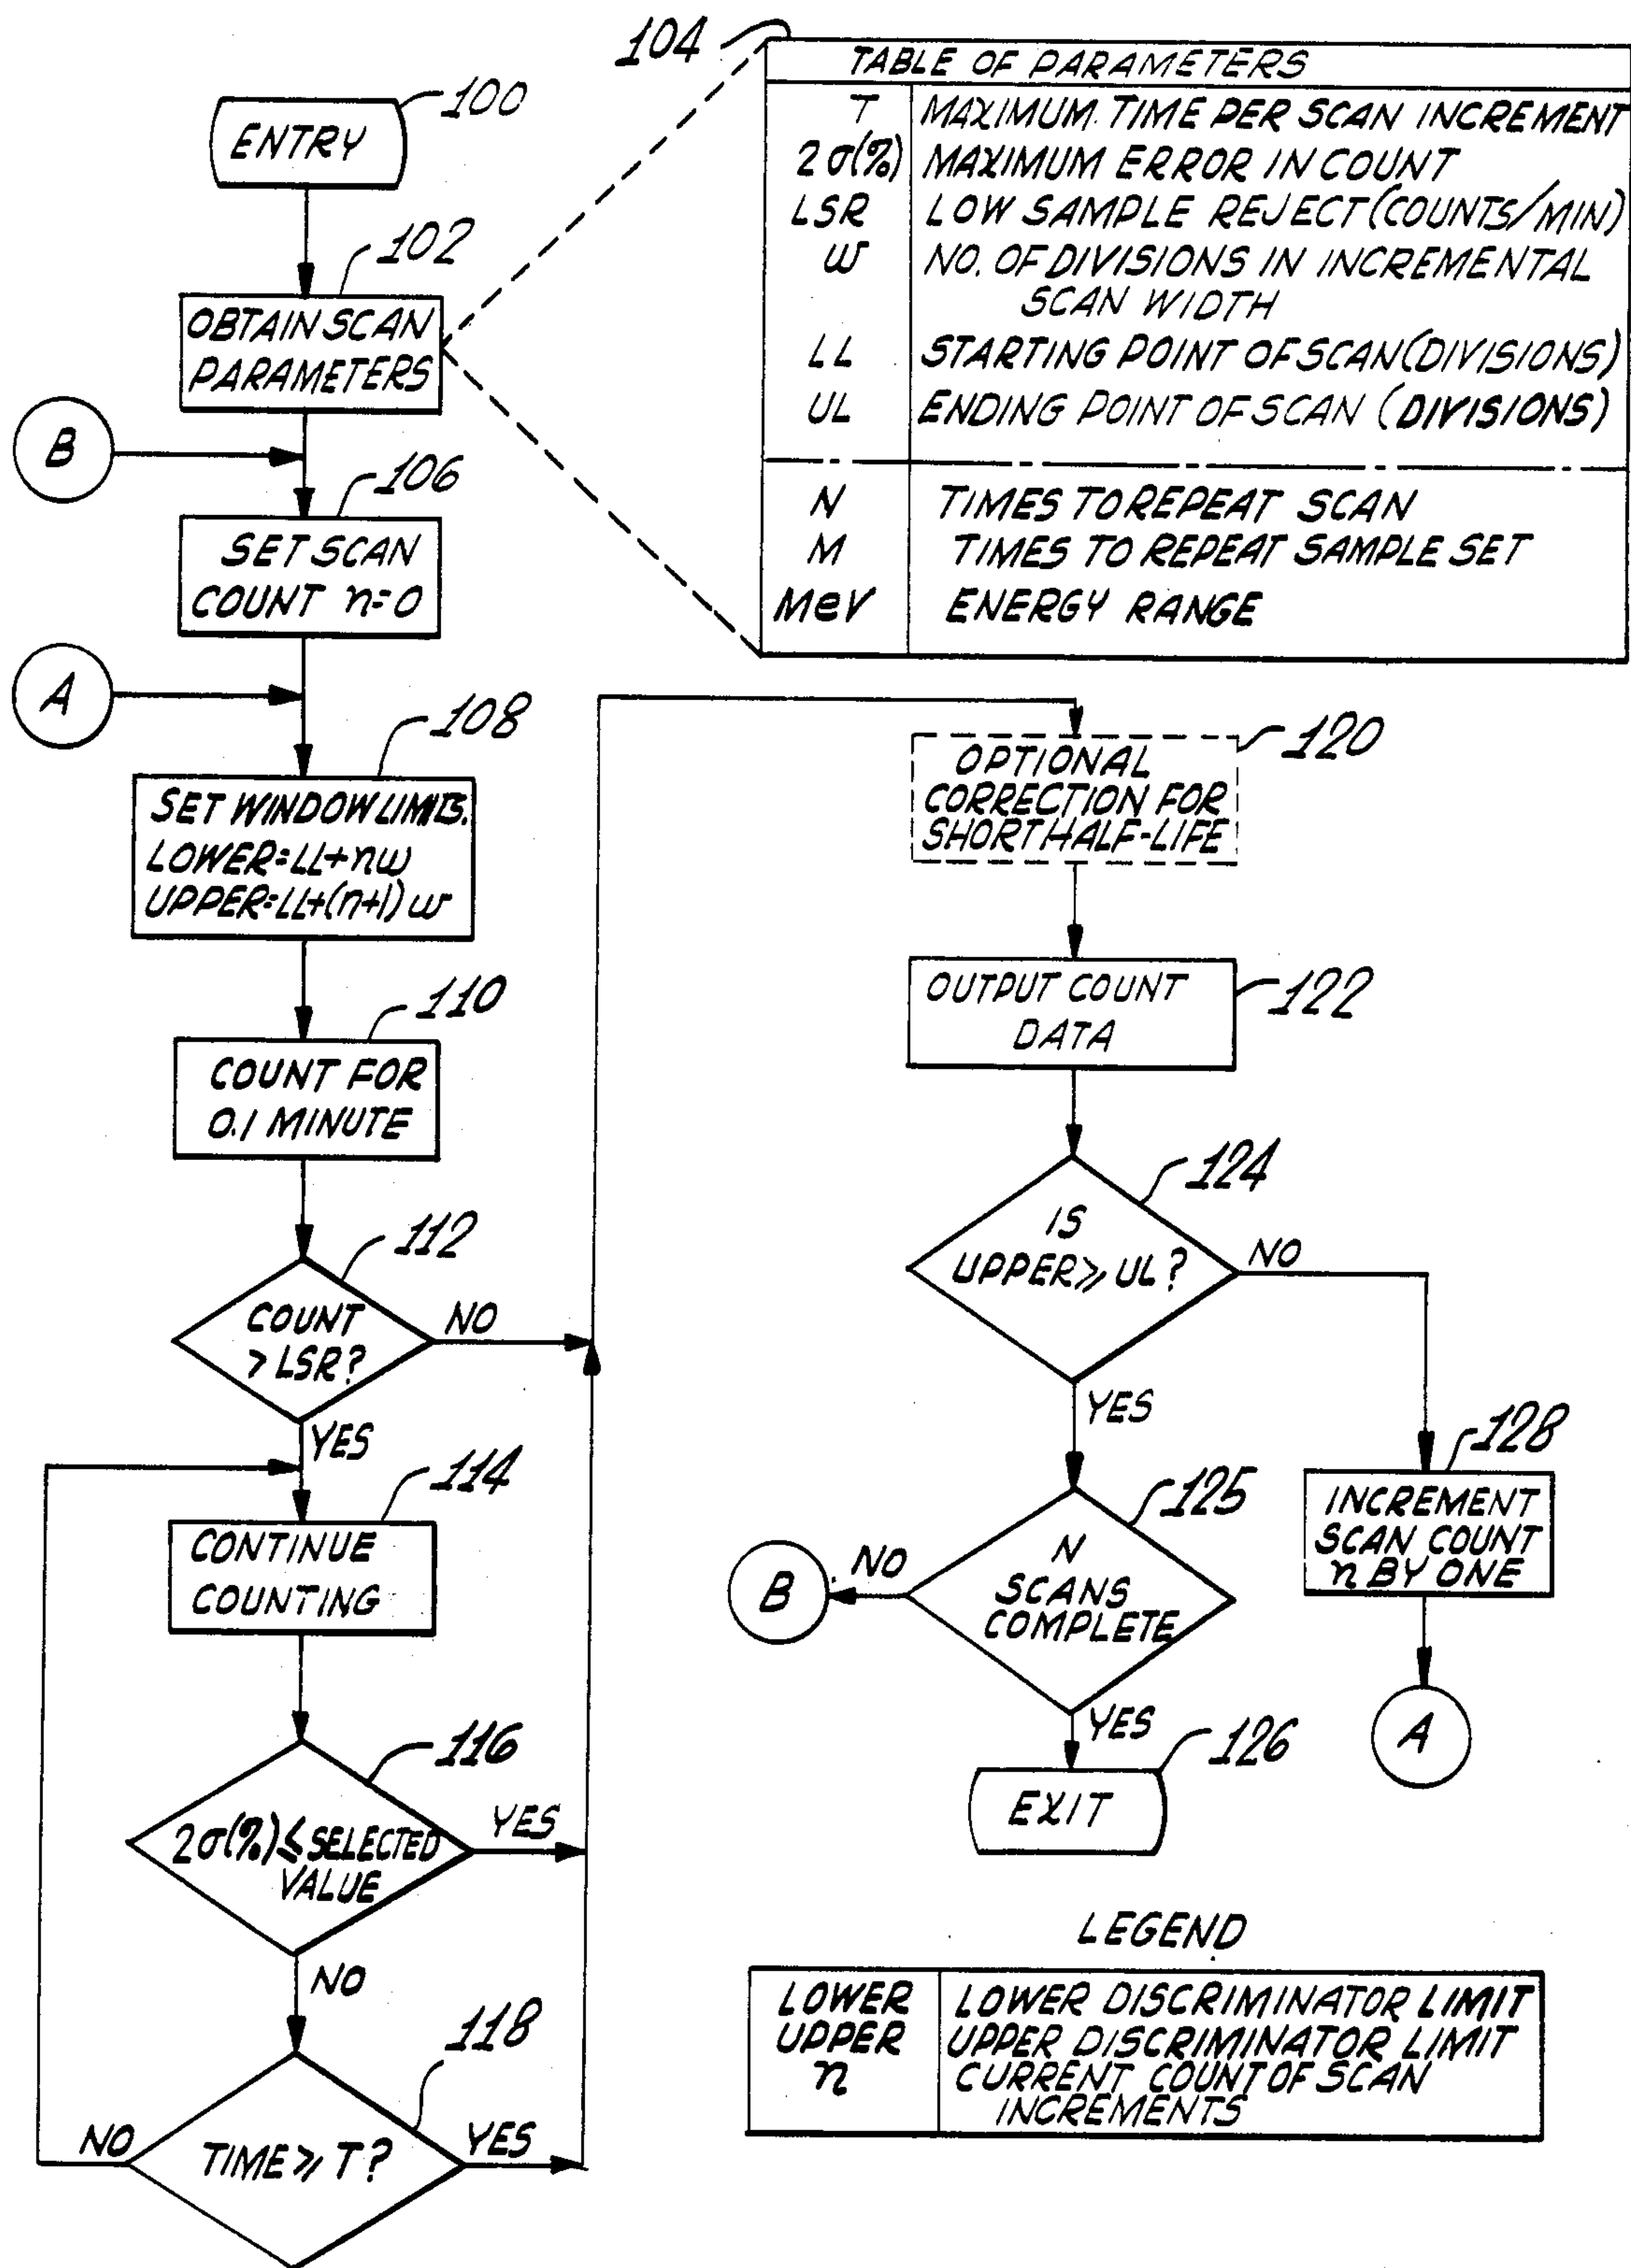 104
TABLE OF PARAMETERS
T MAXIMUM TIME PER SCAN INCREMENT
2σ(%) MAXIMUM ERROR IN COUNT
LSR LOW SAMPLE REJECT (COUNTS/MIN)
w NO. OF DIVISIONS IN INCREMENTAL
SCAN WIDTH
LL STARTING POINT OF SCAN (DIVISIONS)
UL ENDING POINT OF SCAN (DIVISIONS)
N TIMES TO REPEAT SCAN
M TIMES TO REPEAT SAMPLE SET
MeV ENERGY RANGE
100
ENTRY
102
OBTAIN SCAN
PARAMETERS
B
106
SET SCAN
COUNT n=0
A
108
SET WINDOW LIMITS.
LOWER=LL+nw
UPPER=LL+(n+1)w
110
COUNT FOR
0.1 MINUTE
112
COUNT
>LSR?
NO
YES
114
CONTINUE
COUNTING
116
2σ(%)≤SELECTED
VALUE
YES
NO
118
TIME≥T?
NO
YES
120
OPTIONAL
CORRECTION FOR
SHORT HALF-LIFE
122
OUTPUT COUNT
DATA
124
IS
UPPER≥UL?
NO
YES
125
N
SCANS
COMPLETE
NO
B
YES
126
EXIT
128
INCREMENT
SCAN COUNT
n BY ONE
A
LEGEND
LOWER LOWER DISCRIMINATOR LIMIT
UPPER UPPER DISCRIMINATOR LIMIT
n CURRENT COUNT OF SCAN
INCREMENTS